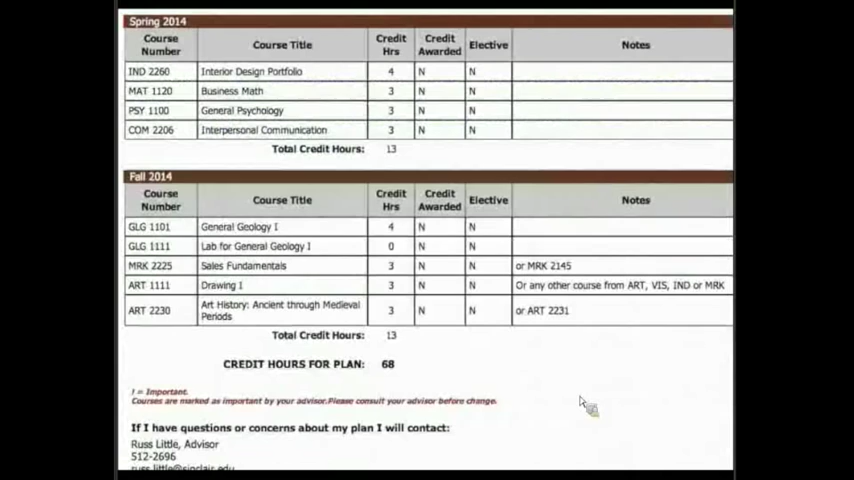 Spring 2014
Course Number Course Title Credit Hrs Credit Awarded Elective Notes
IND 2260 Interior Design Portfolio 4 N N
MAT 1120 Business Math 3 N N
PSY 1100 General Psychology 3 N N
COM 2206 Interpersonal Communication 3 N N
Total Credit Hours: 13
Fall 2014
Course Number Course Title Credit Hrs Credit Awarded Elective Notes
GLG 1101 General Geology I 4 N N
GLG 1111 Lab for General Geology I 0 N N
MRK 2225 Sales Fundamentals 3 N N or MRK 2145
ART 1111 Drawing I 3 N N Or any other course from ART, VIS, IND or MRK
ART 2230 Art History: Ancient through Medieval Periods 3 N N or ART 2231
Total Credit Hours: 13
CREDIT HOURS FOR PLAN: 68
! = Important.
Courses are marked as important by your advisor.Please consult your advisor before change.
If I have questions or concerns about my plan I will contact:
Russ Little, Advisor
512-2696
russ.little@sinclair.edu